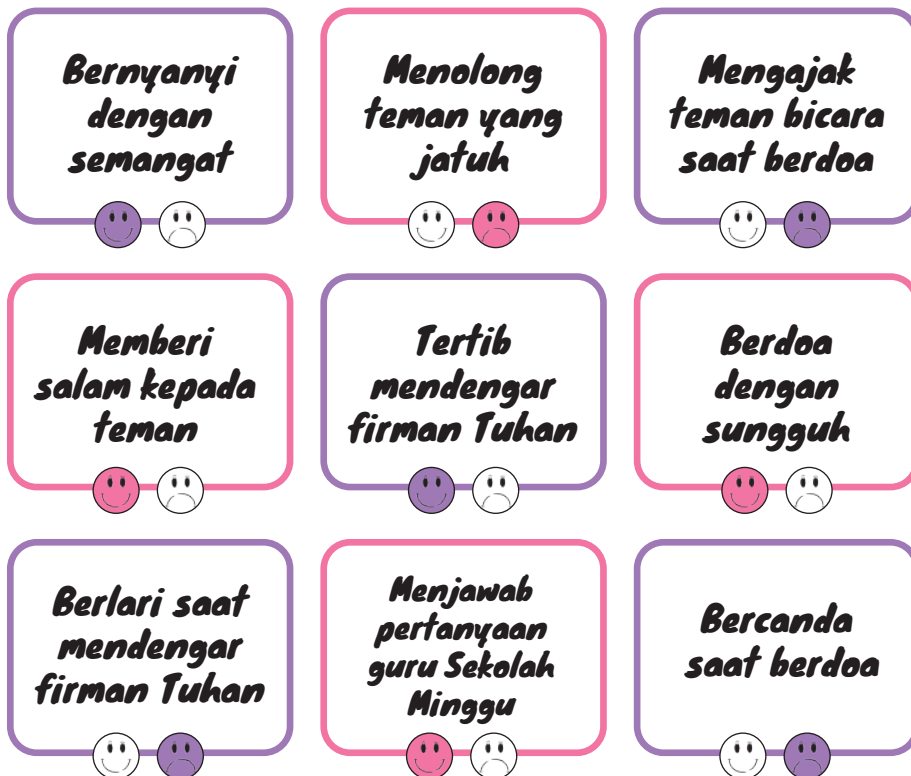 Bernyanyi
dengan
semangat
Menolong
teman yang
jatuh
Mengajak
teman bicara
saat berdoa
Memberi
salam kepada
teman
Tertib
mendengar
firman Tuhan
Berdoa
dengan
sungguh
Berlari saat
mendengar
firman Tuhan
Menjawab
pertanyaan
guru Sekolah
Minggu
Bercanda
saat berdoa